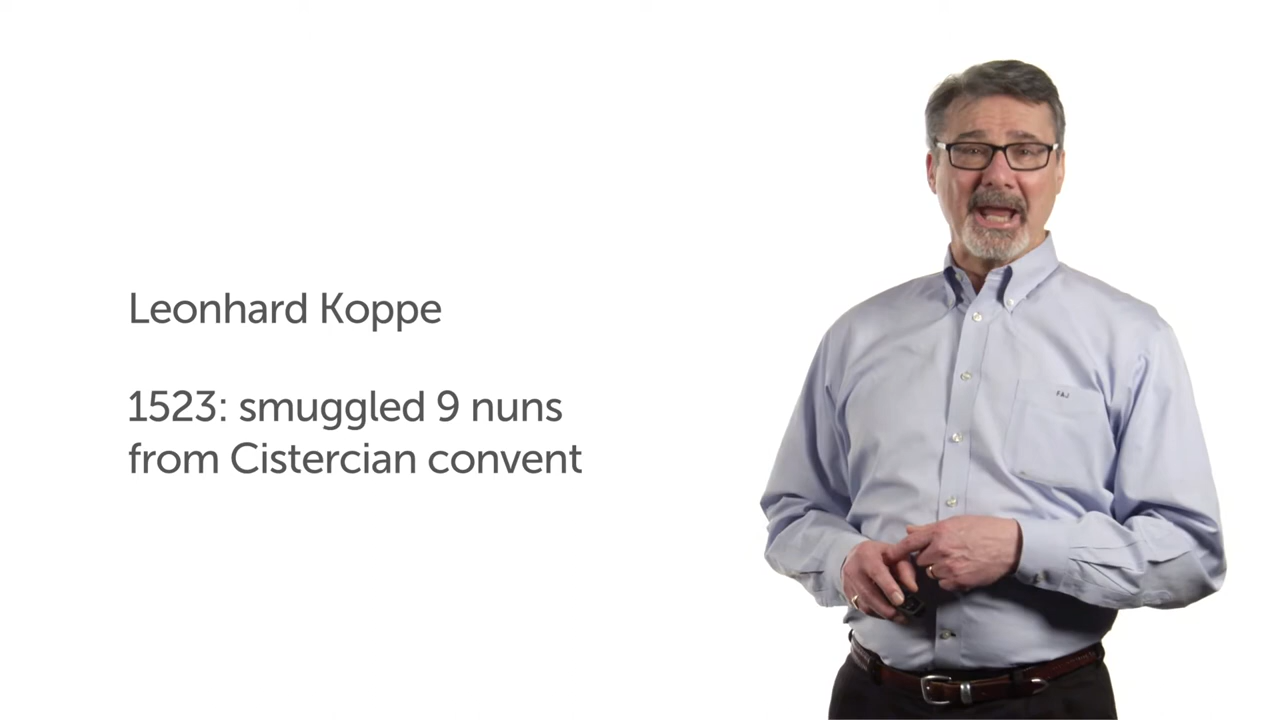 Leonhard Koppe
1523: smuggled 9 nuns
from Cistercian convent